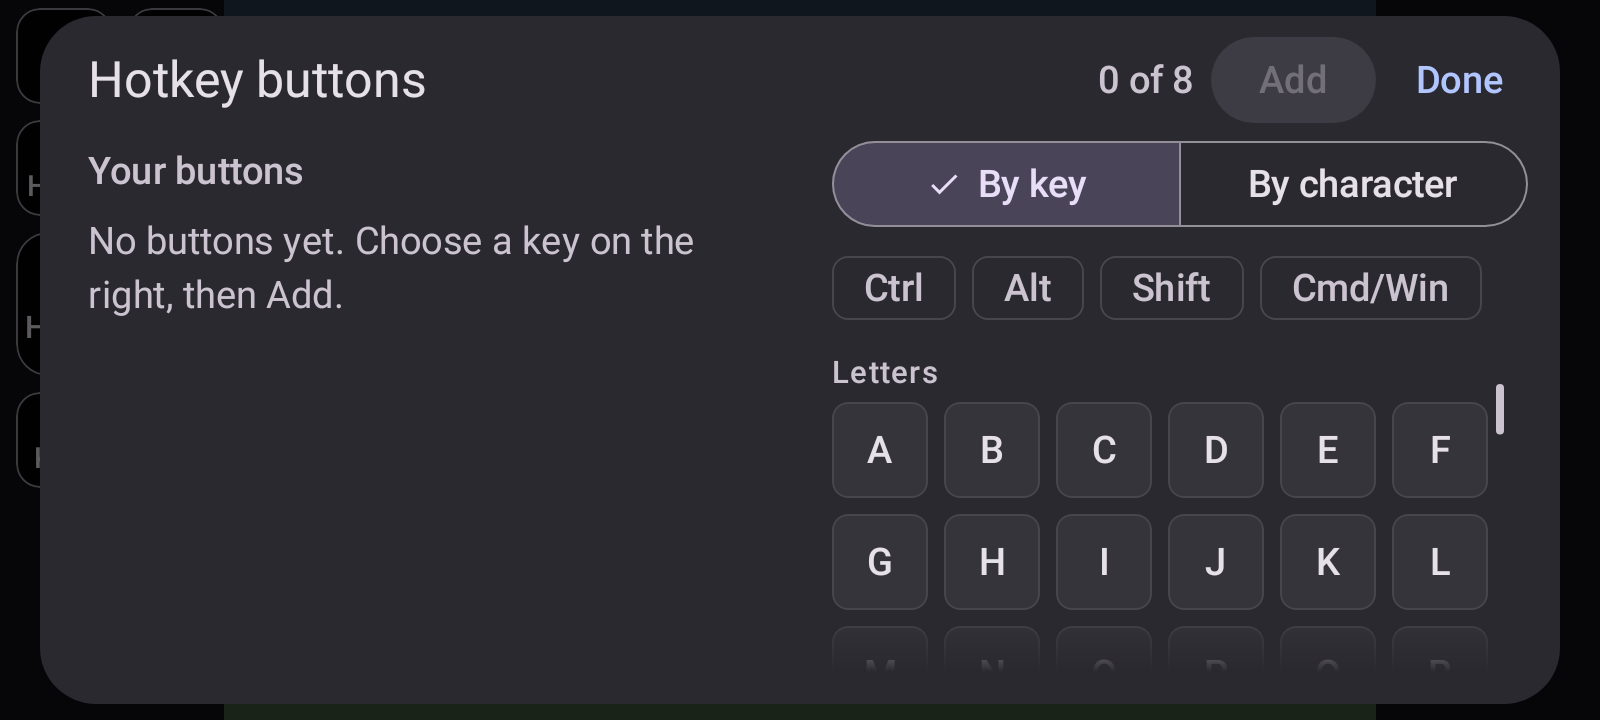 Hotkey buttons
0 of 8 Add Done
Your buttons
No buttons yet. Choose a key on the
right, then Add.
By key By character
Ctrl Alt Shift Cmd/Win
Letters
A B C D E F
G H I J K L